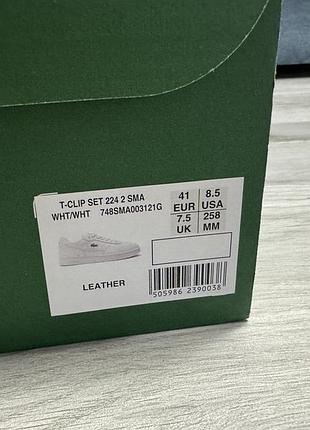 T-CLIP SET 224 2 SMA
WHT/WHT 748SMA003121G
41 8.5
EUR USA
7.5 258
UK MM
LEATHER
505986 2390038